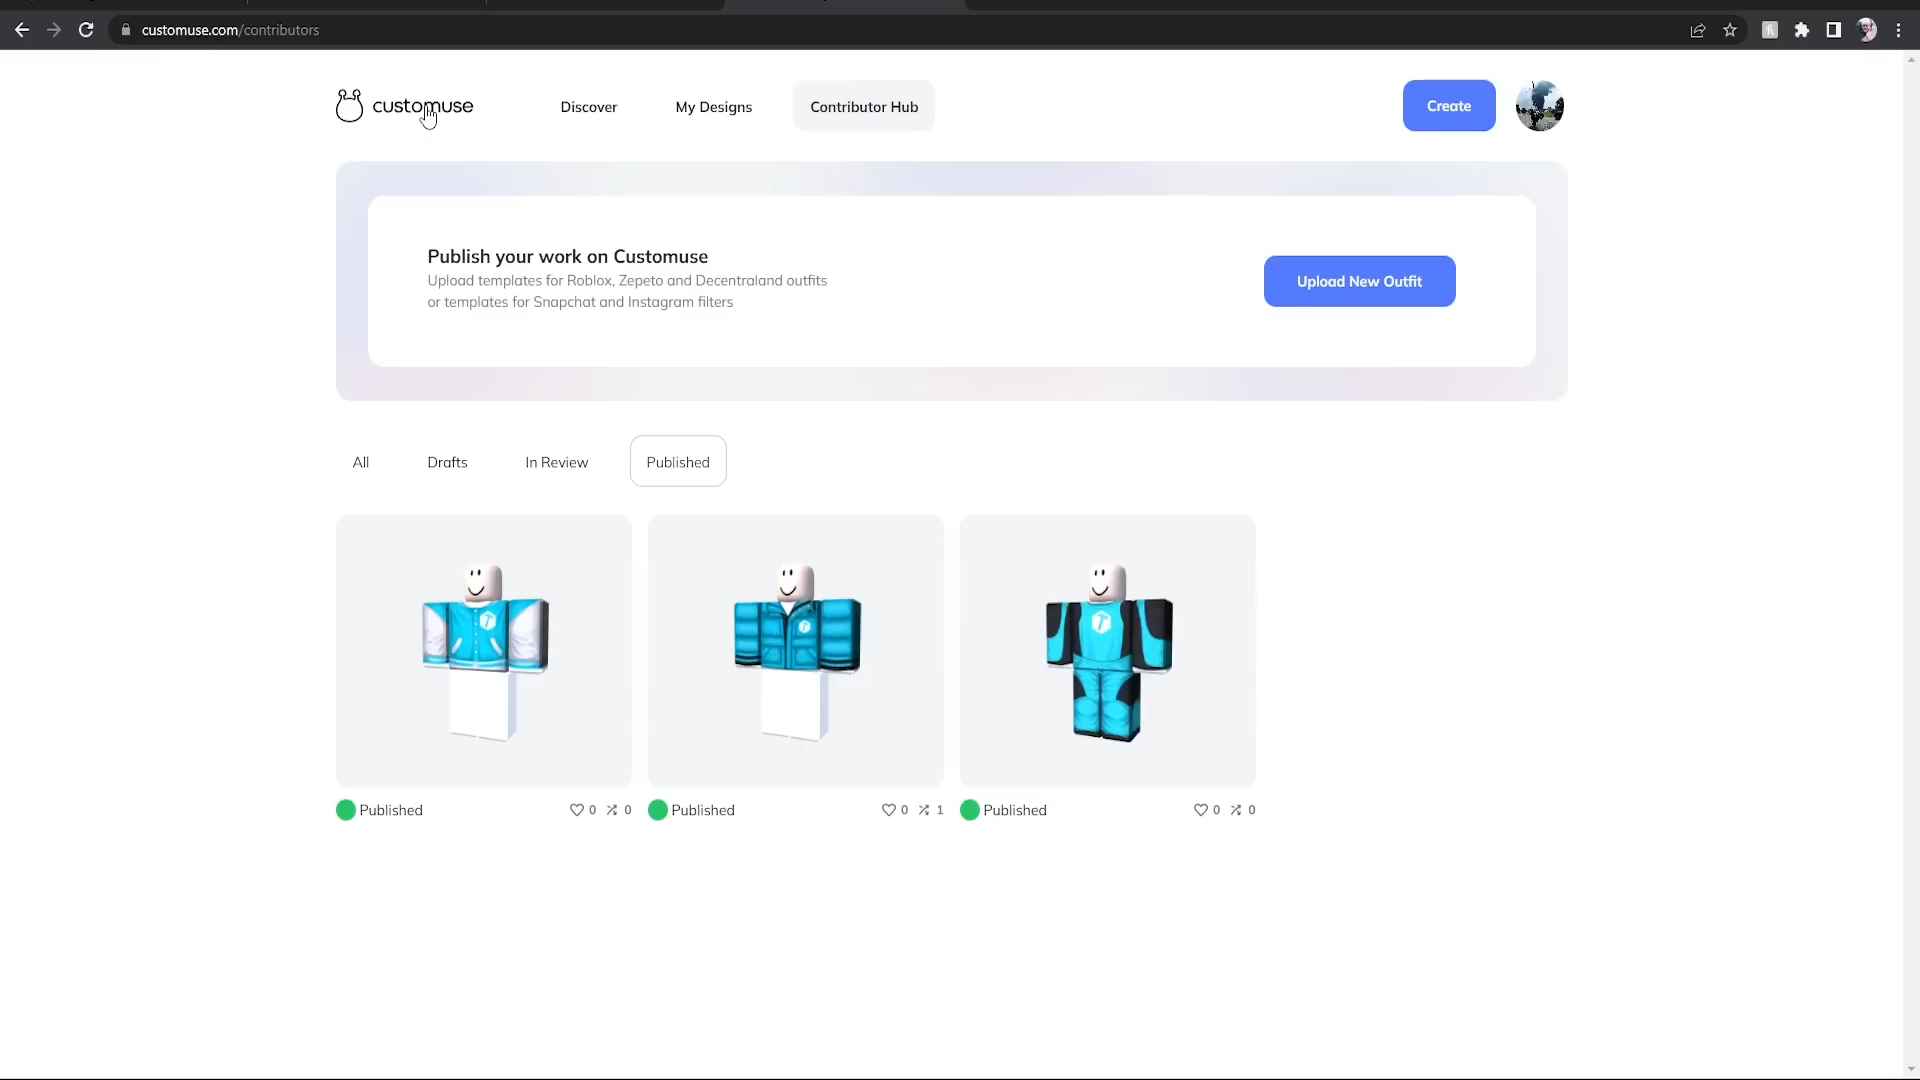 customuse.com/contributors
customuse
Discover
My Designs
Contributor Hub
Create
Publish your work on Customuse
Upload templates for Roblox, Zepeto and Decentraland outfits
or templates for Snapchat and Instagram filters
Upload New Outfit
All
Drafts
In Review
Published
T
T
T
Published
0
0
Published
0
1
Published
0
0